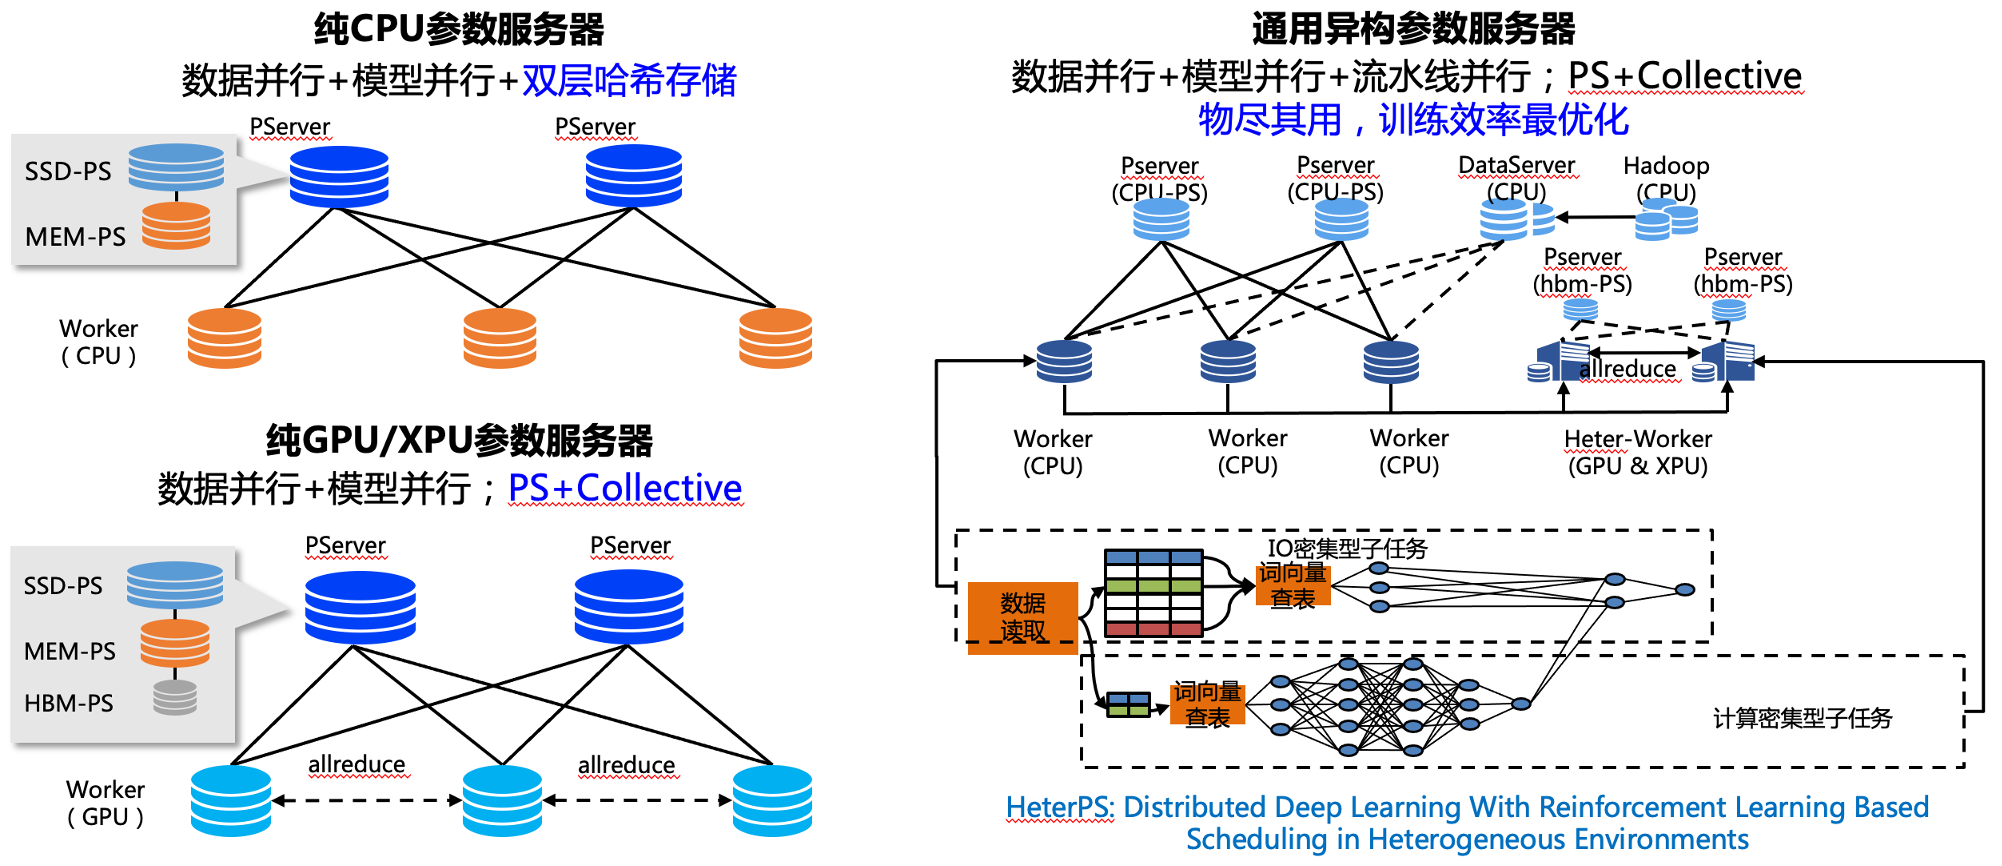 纯CPU参数服务器
数据并行+模型并行+双层哈希存储
PServer
PServer
SSD-PS
MEM-PS
Worker
( CPU )
纯GPU/XPU参数服务器
数据并行+模型并行；PS+Collective
PServer
PServer
SSD-PS
MEM-PS
HBM-PS
allreduce
allreduce
Worker
( GPU )
通用异构参数服务器
数据并行+模型并行+流水线并行；PS+Collective
物尽其用，训练效率最优化
Pserver
(CPU-PS)
Pserver
(CPU-PS)
DataServer
(CPU)
Hadoop
(CPU)
Pserver
(hbm-PS)
Pserver
(hbm-PS)
allreduce
Worker
(CPU)
Worker
(CPU)
Worker
(CPU)
Heter-Worker
(GPU & XPU)
IO密集型子任务
数据
读取
词向量
查表
词向量
查表
计算密集型子任务
HeterPS: Distributed Deep Learning With Reinforcement Learning Based
Scheduling in Heterogeneous Environments